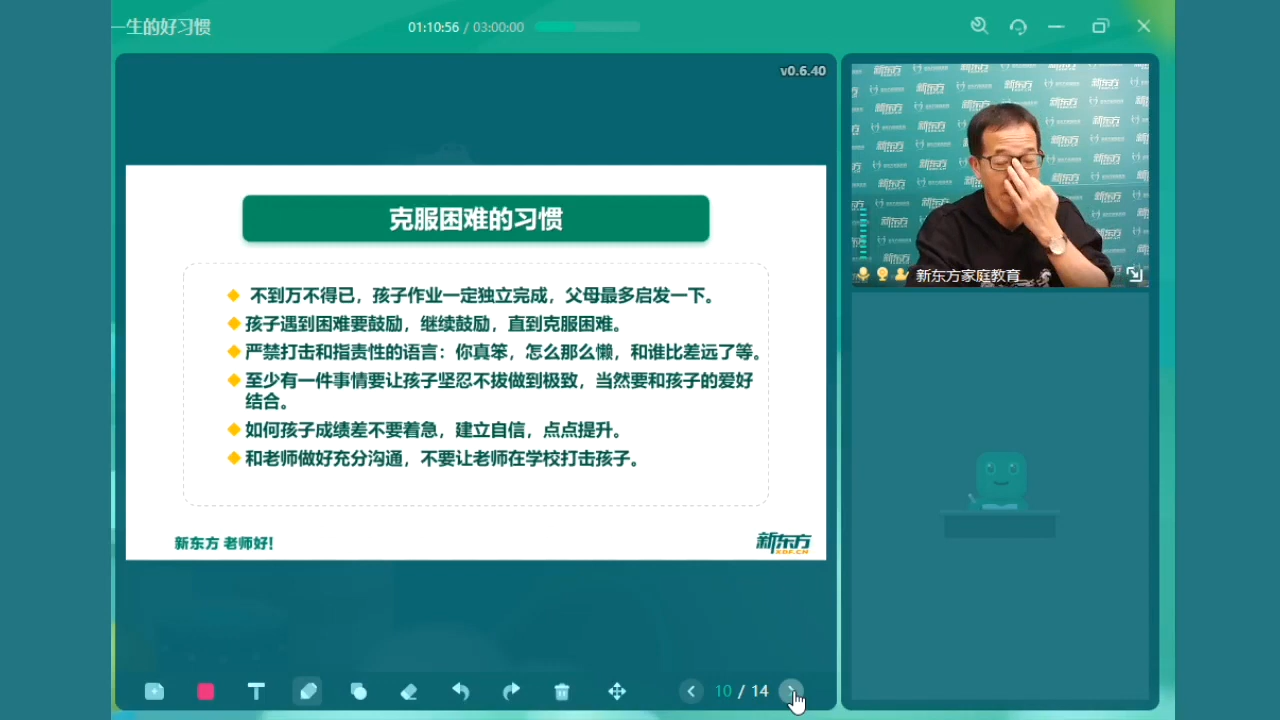 一生的好习惯
01:10:56 / 03:00:00
v0.6.40
克服困难的习惯
不到万不得已，孩子作业一定独立完成，父母最多启发一下。
孩子遇到困难要鼓励，继续鼓励，直到克服困难。
严禁打击和指责性的语言：你真笨，怎么那么懒，和谁比差远了等。
至少有一件事情要让孩子坚忍不拔做到极致，当然要和孩子的爱好
结合。
如何孩子成绩差不要着急，建立自信，点点提升。
和老师做好充分沟通，不要让老师在学校打击孩子。
新东方 老师好！
新东方
XDF.CN
新东方家庭教育
10 / 14